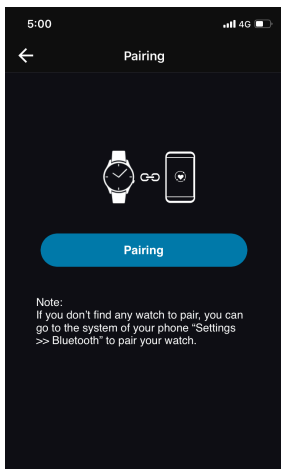 5:00 4G
Pairing
Pairing
Note:
If you don't find any watch to pair, you can
go to the system of your phone “Settings
>> Bluetooth” to pair your watch.